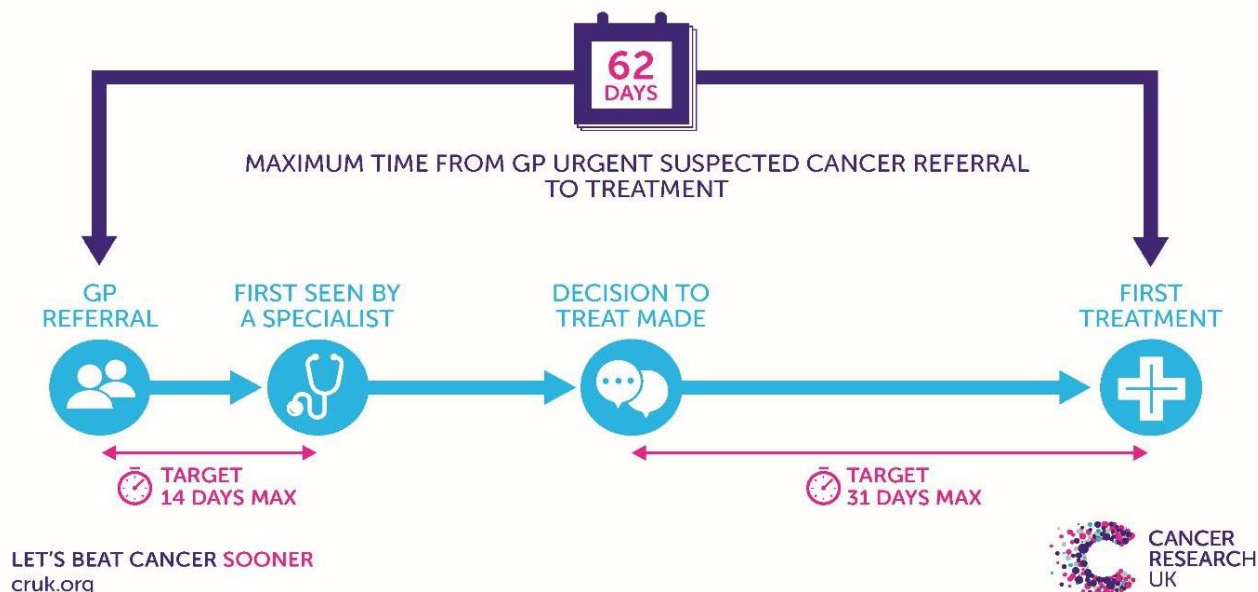 62
DAYS
MAXIMUM TIME FROM GP URGENT SUSPECTED CANCER REFERRAL
TO TREATMENT
GP
REFERRAL
FIRST SEEN BY
A SPECIALIST
DECISION TO
TREAT MADE
FIRST
TREATMENT
TARGET
14 DAYS MAX
TARGET
31 DAYS MAX
LET'S BEAT CANCER SOONER
cruk.org
CANCER
RESEARCH
UK